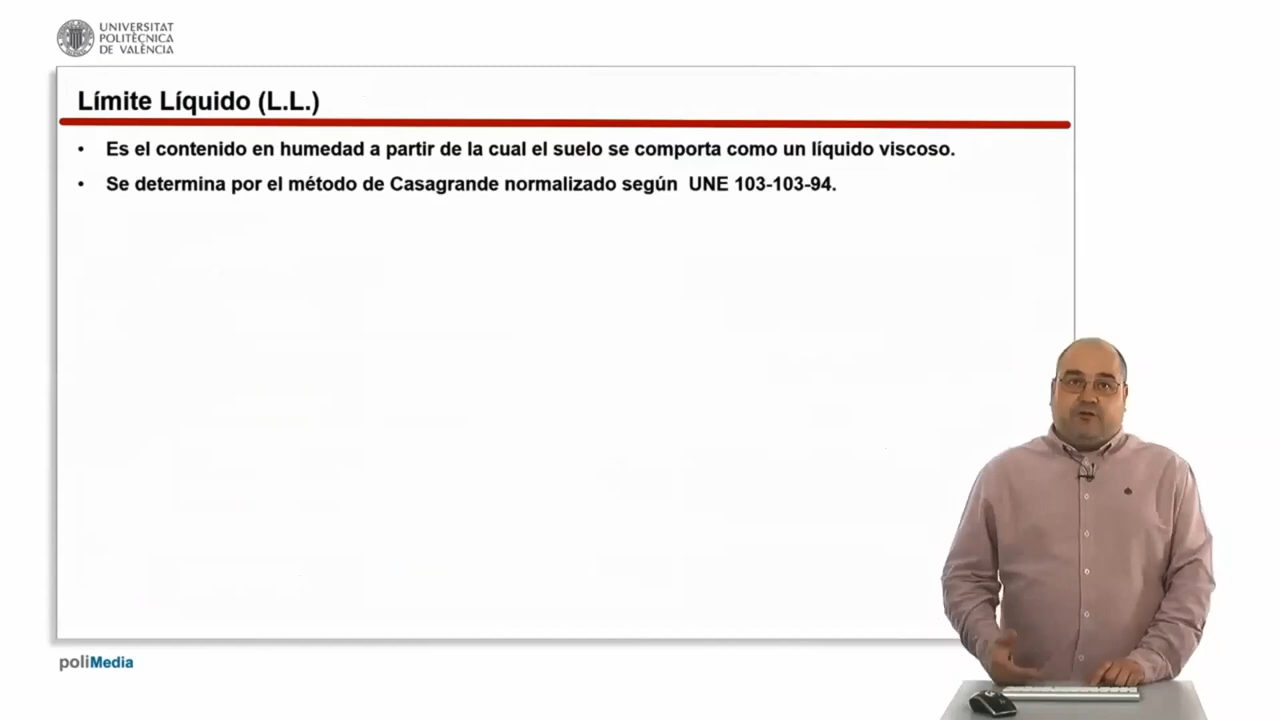 UNIVERSITAT
POLITÈCNICA
DE VALÈNCIA
Límite Líquido (L.L.)
• Es el contenido en humedad a partir de la cual el suelo se comporta como un líquido viscoso.
• Se determina por el método de Casagrande normalizado según UNE 103-103-94.
poliMedia